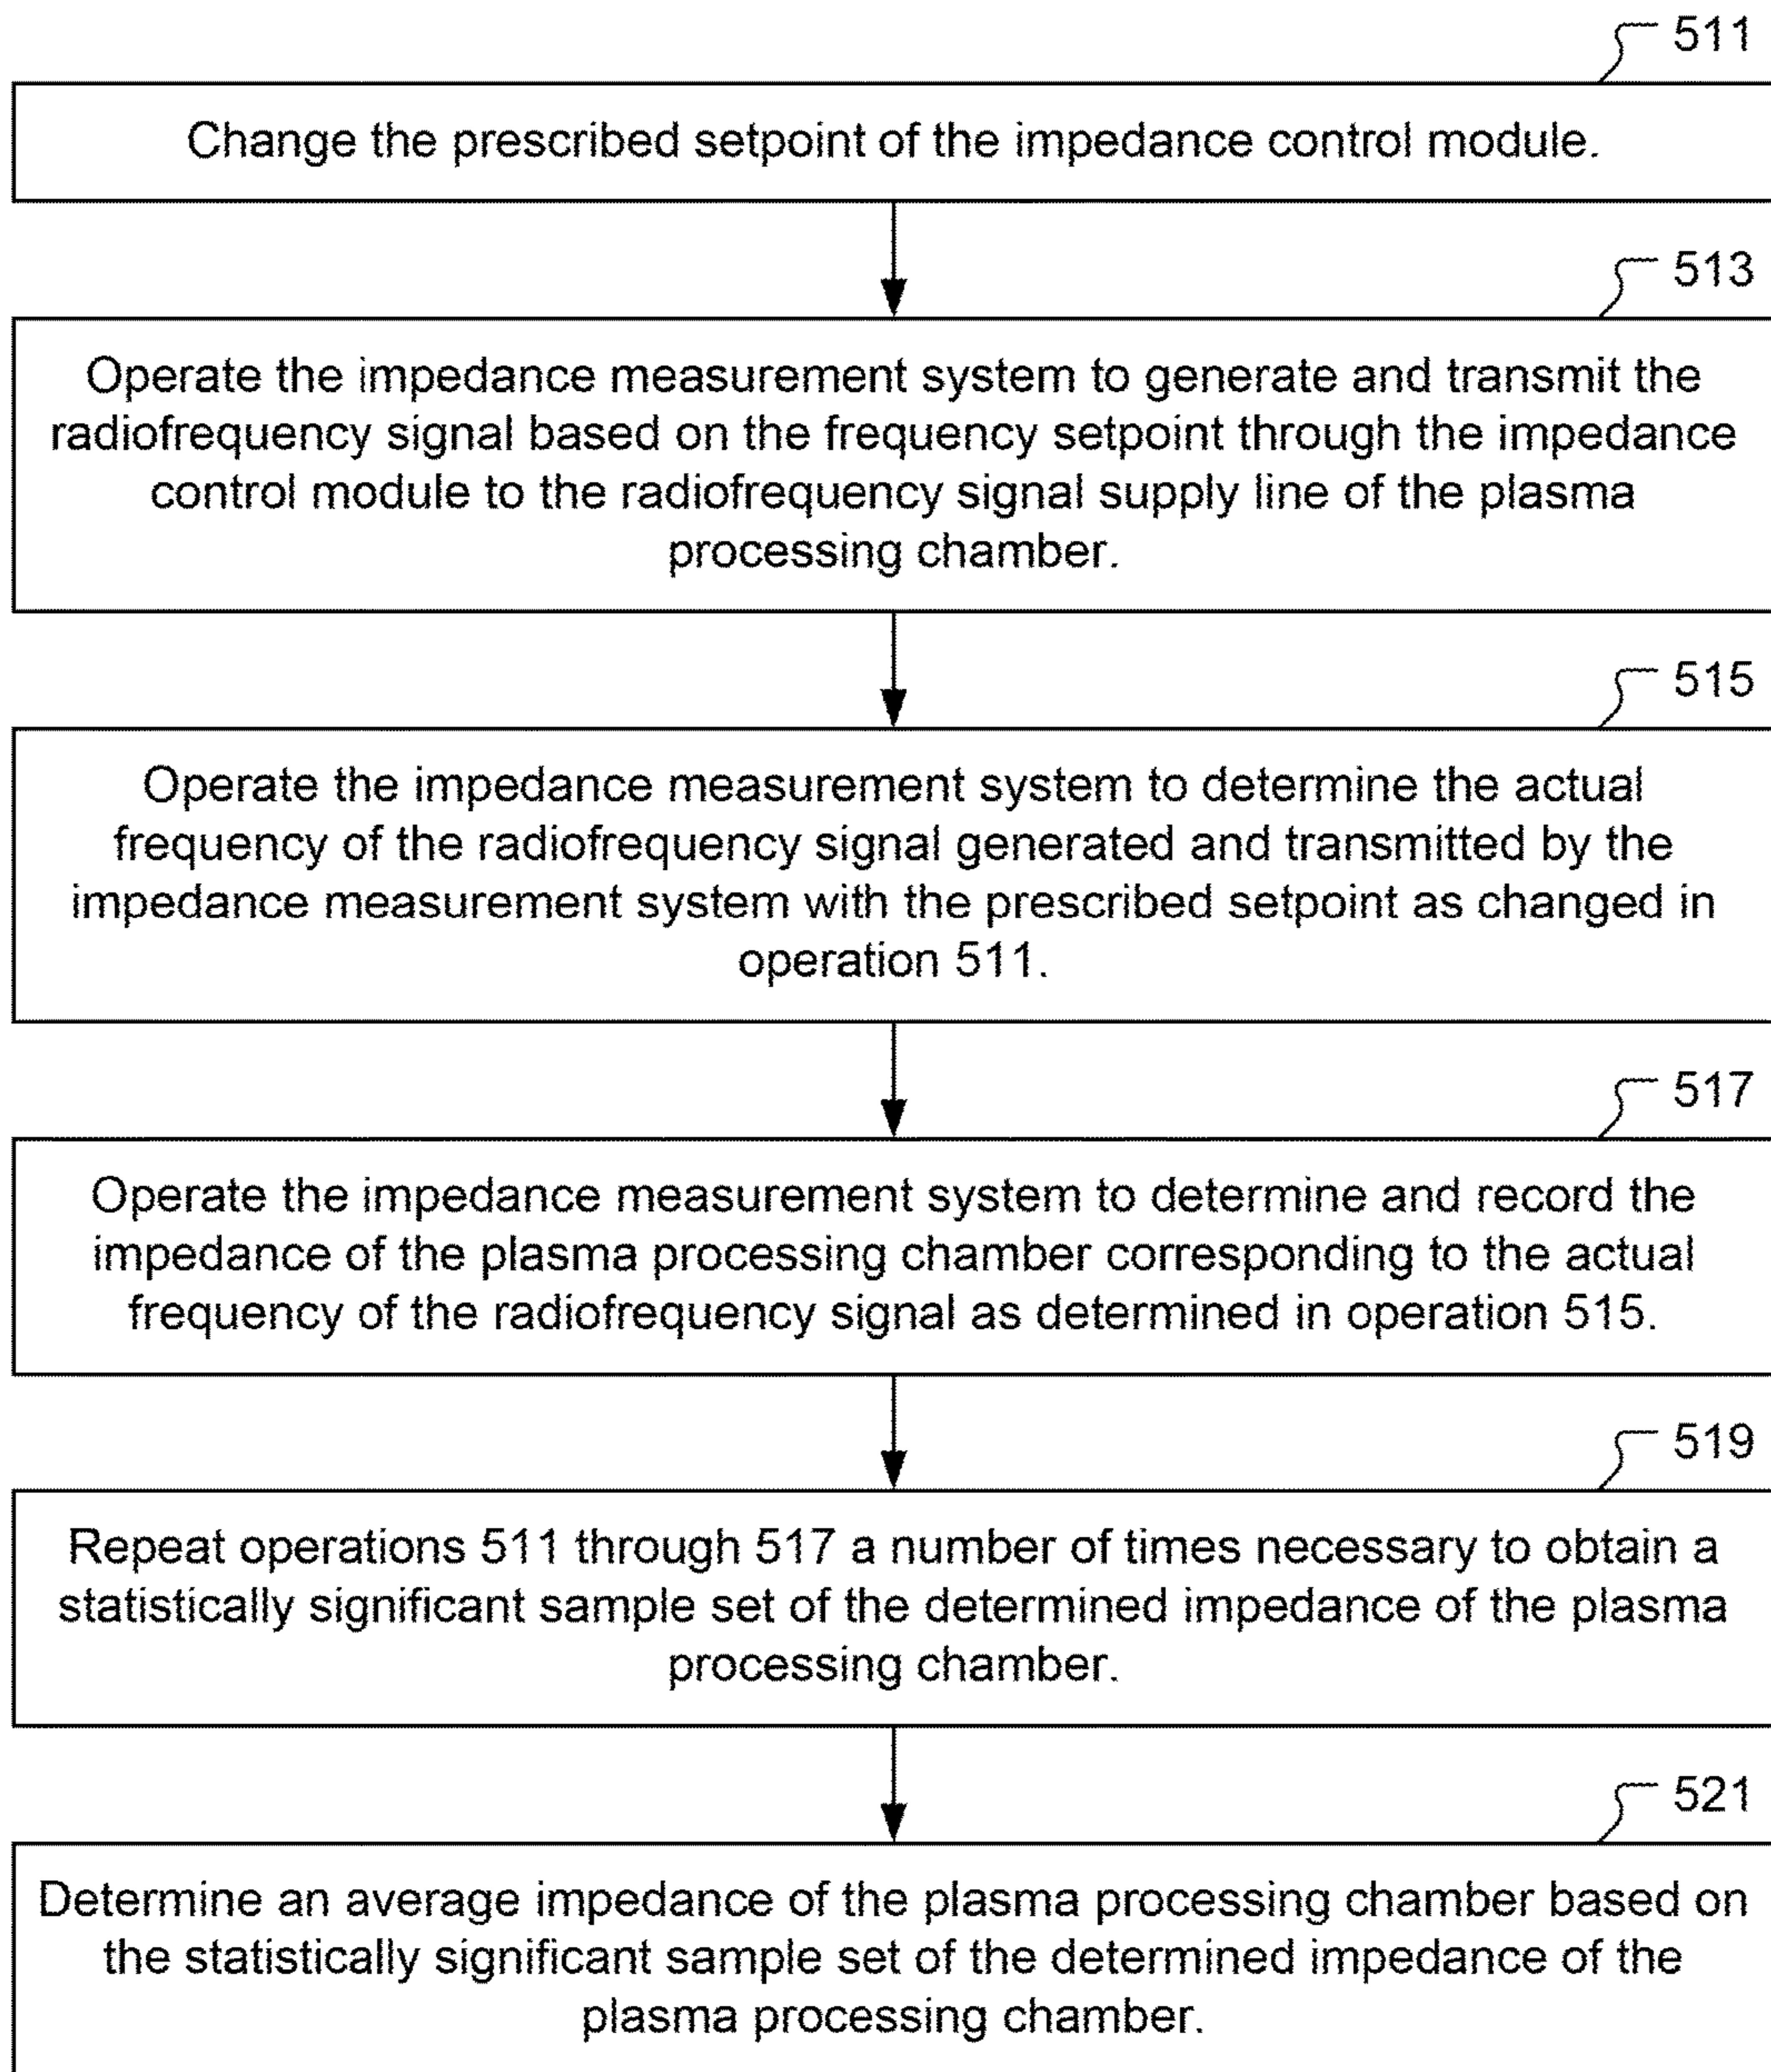 511
Change the prescribed setpoint of the impedance control module.
513
Operate the impedance measurement system to generate and transmit the
radiofrequency signal based on the frequency setpoint through the impedance
control module to the radiofrequency signal supply line of the plasma
processing chamber.
515
Operate the impedance measurement system to determine the actual
frequency of the radiofrequency signal generated and transmitted by the
impedance measurement system with the prescribed setpoint as changed in
operation 511.
517
Operate the impedance measurement system to determine and record the
impedance of the plasma processing chamber corresponding to the actual
frequency of the radiofrequency signal as determined in operation 515.
519
Repeat operations 511 through 517 a number of times necessary to obtain a
statistically significant sample set of the determined impedance of the plasma
processing chamber.
521
Determine an average impedance of the plasma processing chamber based on
the statistically significant sample set of the determined impedance of the
plasma processing chamber.